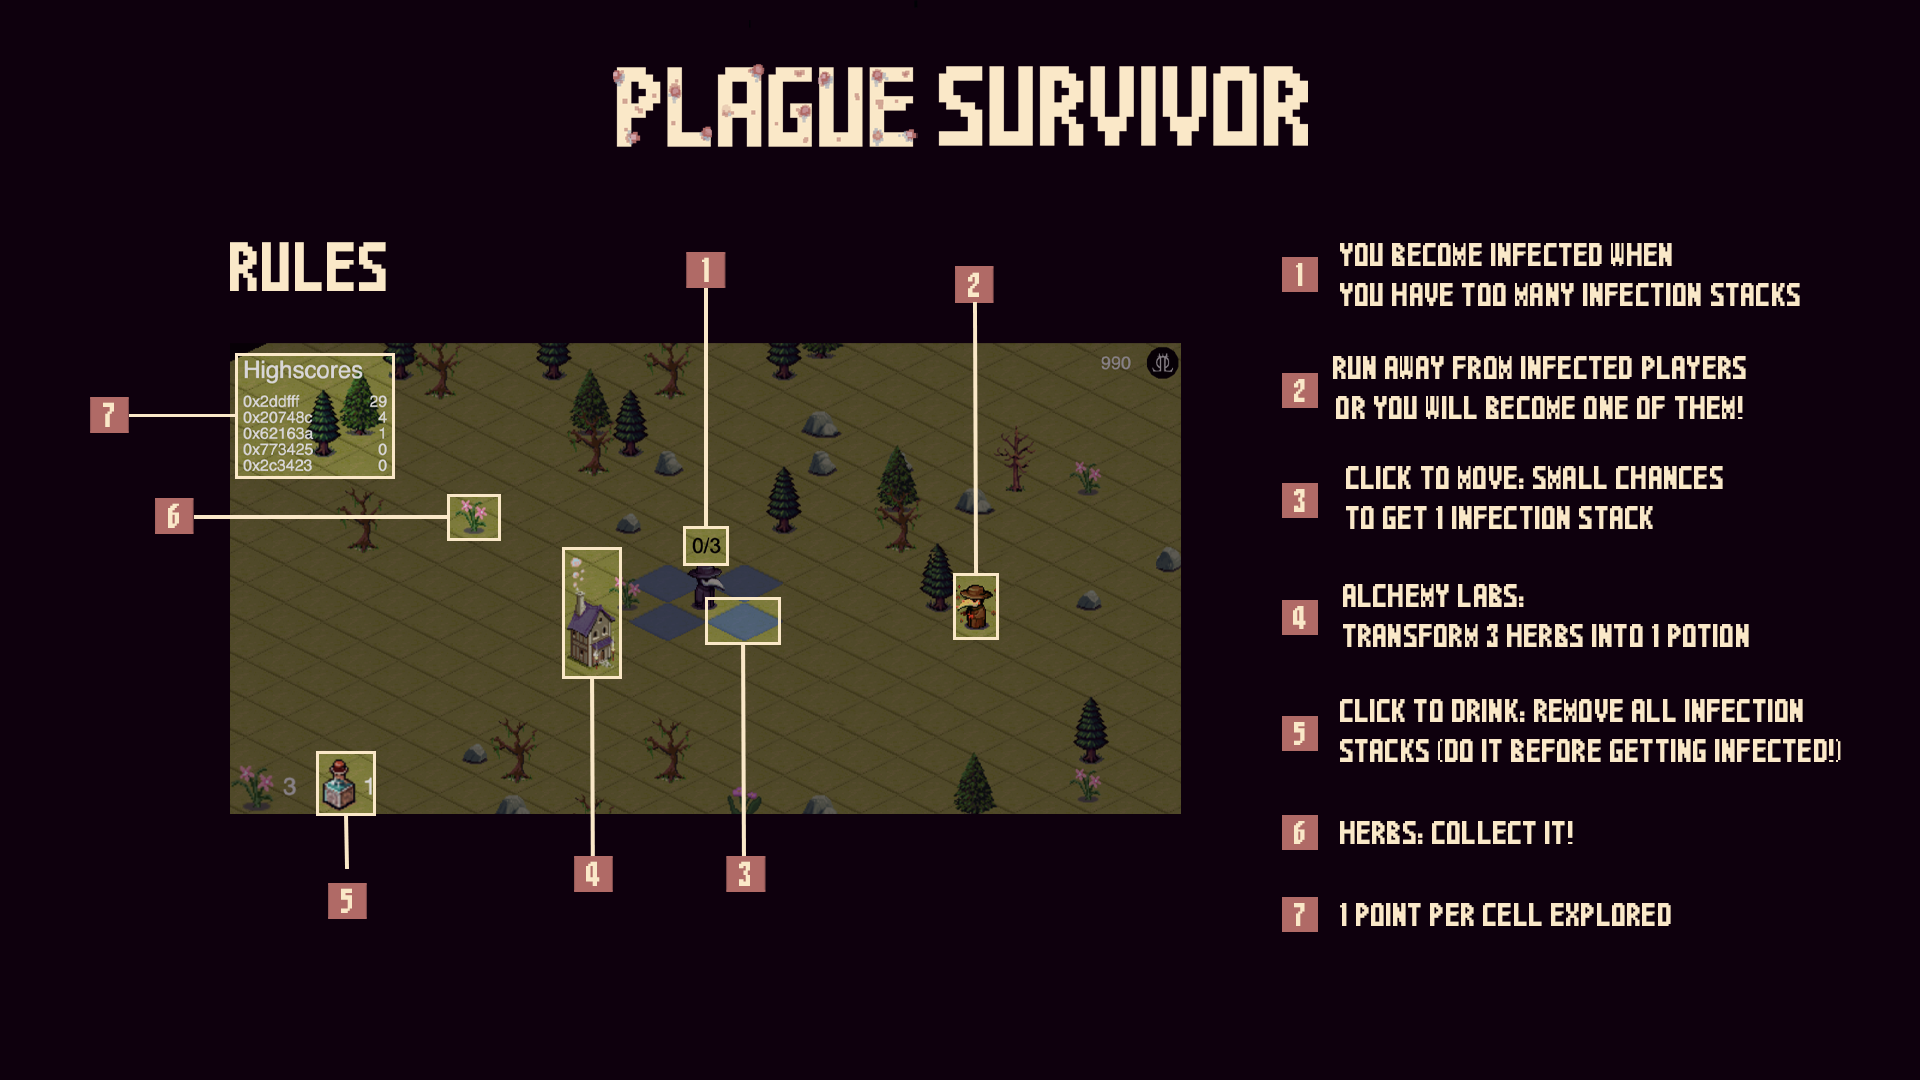 PLAGUE SURVIVOR
RULES
1
2
7
Highscores
0x2ddfff 29
0x20748c 4
0x62163a 1
0x773425 0
0x2c3423 0
990
6
0/3
3
1
5
4
3
1 YOU BECOME INFECTED WHEN
YOU HAVE TOO MANY INFECTION STACKS
2 RUN AWAY FROM INFECTED PLAYERS
OR YOU WILL BECOME ONE OF THEM!
3 CLICK TO MOVE: SMALL CHANCES
TO GET 1 INFECTION STACK
4 ALCHEMY LABS:
TRANSFORM 3 HERBS INTO 1 POTION
5 CLICK TO DRINK: REMOVE ALL INFECTION
STACKS (DO IT BEFORE GETTING INFECTED!)
6 HERBS: COLLECT IT!
7 1 POINT PER CELL EXPLORED